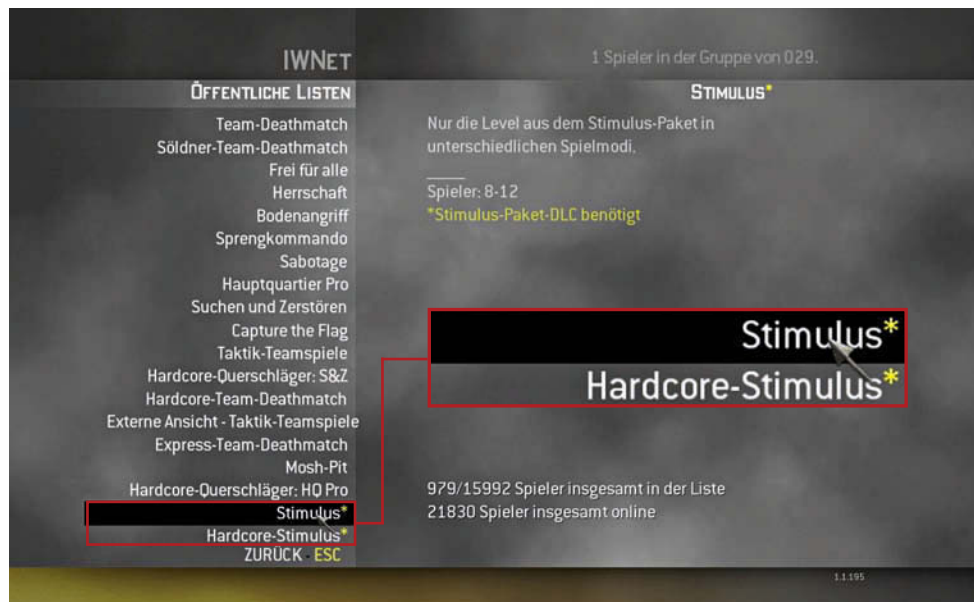 IWNET
1 Spieler in der Gruppe von 029.
ÖFFENTLICHE LISTEN
STIMULUS*
Team-Deathmatch
Söldner-Team-Deathmatch
Frei für alle
Herrschaft
Bodenangriff
Sprengkommando
Sabotage
Hauptquartier Pro
Suchen und Zerstören
Capture the Flag
Taktik-Teamspiele
Hardcore-Querschläger: S&Z
Hardcore-Team-Deathmatch
Externe Ansicht - Taktik-Teamspiele
Express-Team-Deathmatch
Mosh-Pit
Hardcore-Querschläger: HQ Pro
Stimulus*
Hardcore-Stimulus*
ZURÜCK - ESC
Nur die Level aus dem Stimulus-Paket in
unterschiedlichen Spielmodi.
Spieler: 8-12
*Stimulus-Paket-DLC benötigt
Stimulus*
Hardcore-Stimulus*
979/15992 Spieler insgesamt in der Liste
21830 Spieler insgesamt online
1.1.195